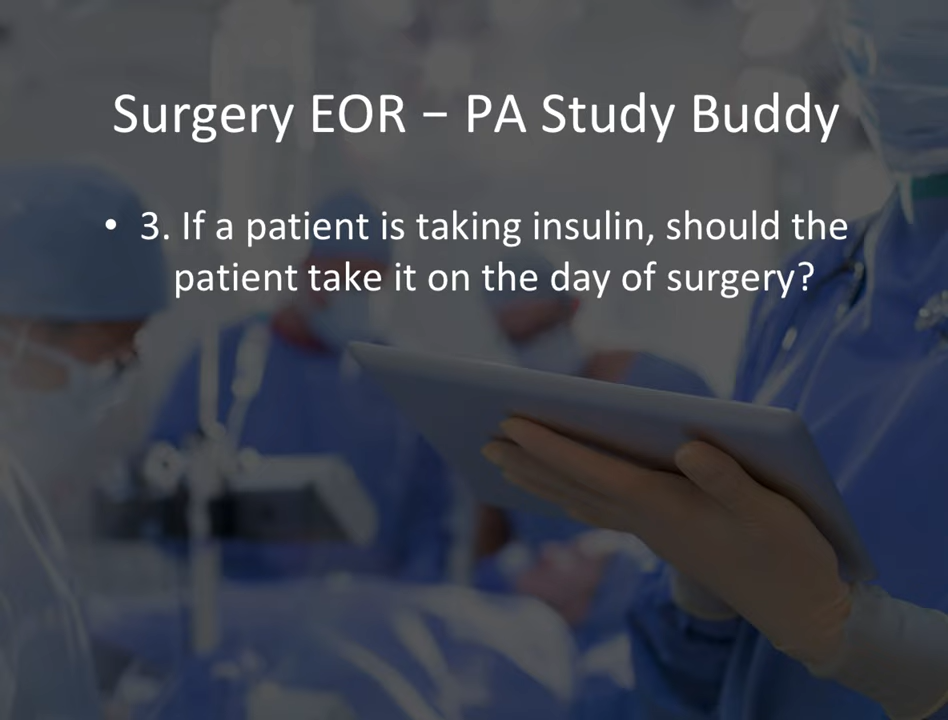 Surgery EOR – PA Study Buddy
• 3. If a patient is taking insulin, should the
patient take it on the day of surgery?